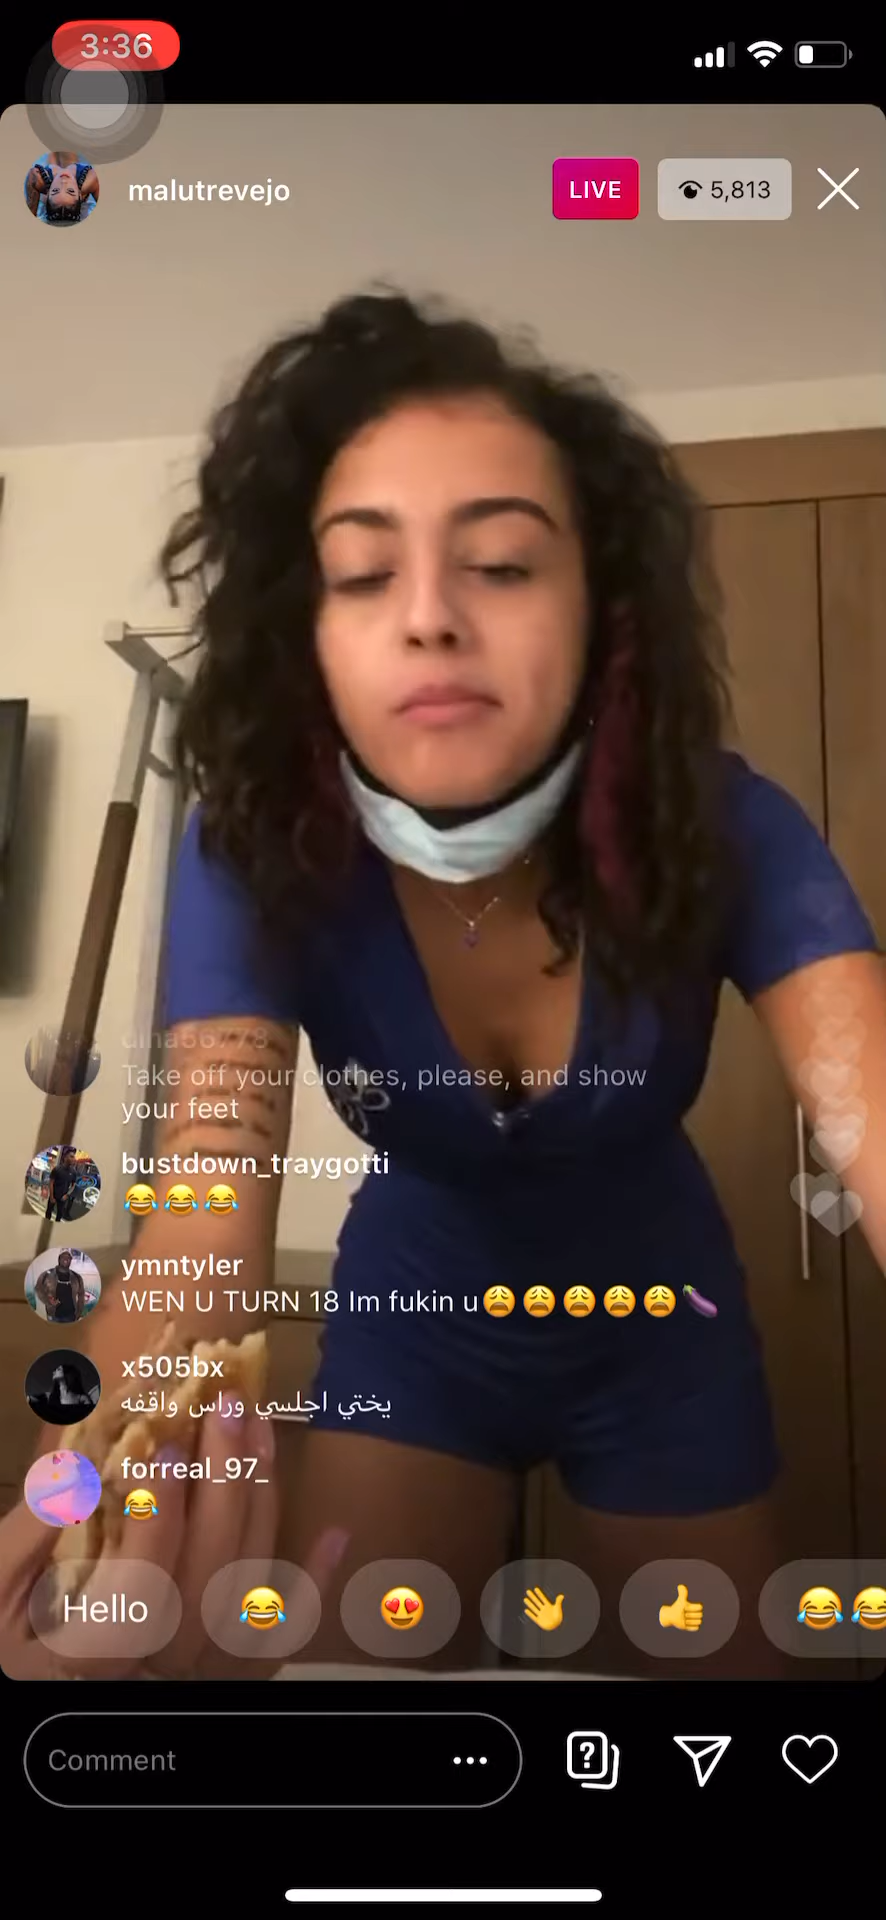 3:36
malutrevejo
LIVE
5,813
dina56778
Take off your clothes, please, and show
your feet
bustdown_traygotti
😂😂😂
ymntyler
WEN U TURN 18 Im fukin u😩😩😩😩😩🍆
x505bx
يختي اجلسي وراس واقفه
forreal_97_
😂
Hello 😂 😍 👋 👍 😂😂
Comment